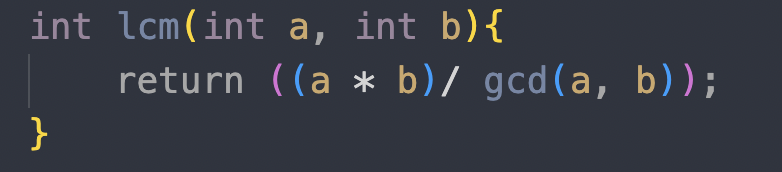 int lcm(int a, int b){
    return ((a * b)/ gcd(a, b));
}